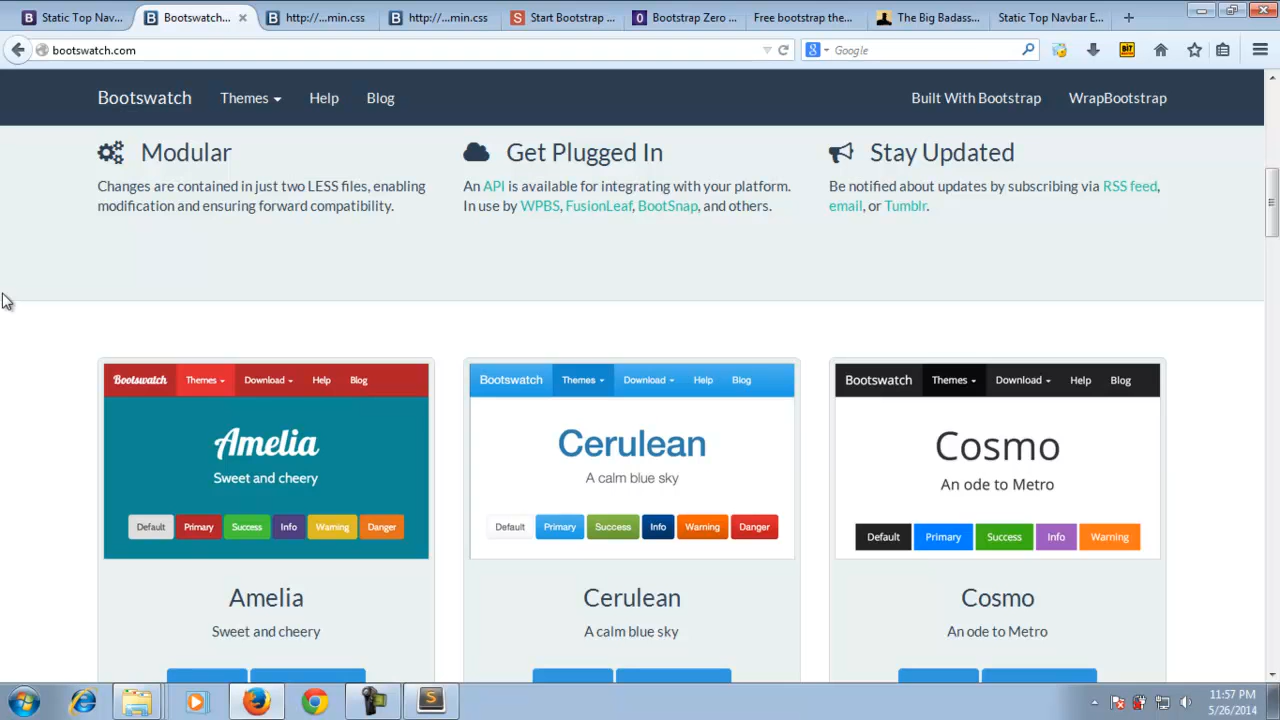 Static Top Nav...
Bootswatch...
http://...min.css
http://...min.css
Start Bootstrap ...
Bootstrap Zero ...
Free bootstrap the...
The Big Badass...
Static Top Navbar E...
bootswatch.com
Google
Bootswatch Themes Help Blog Built With Bootstrap WrapBootstrap
Modular
Changes are contained in just two LESS files, enabling
modification and ensuring forward compatibility.
Get Plugged In
An API is available for integrating with your platform.
In use by WPBS, FusionLeaf, BootSnap, and others.
Stay Updated
Be notified about updates by subscribing via RSS feed,
email, or Tumblr.
Bootswatch Themes Download Help Blog
Amelia
Sweet and cheery
Default Primary Success Info Warning Danger
Amelia
Sweet and cheery
Bootswatch Themes Download Help Blog
Cerulean
A calm blue sky
Default Primary Success Info Warning Danger
Cerulean
A calm blue sky
Bootswatch Themes Download Help Blog
Cosmo
An ode to Metro
Default Primary Success Info Warning
Cosmo
An ode to Metro
11:57 PM
5/26/2014